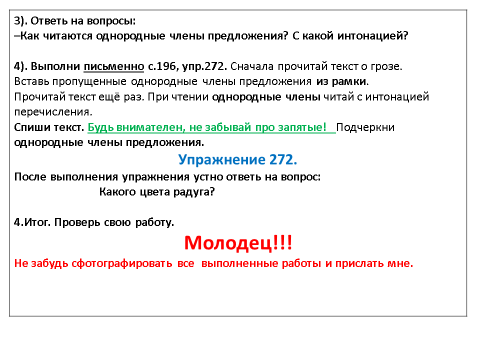 3). Ответь на вопросы:
–Как читаются однородные члены предложения? С какой интонацией?
4). Выполни письменно с.196, упр.272. Сначала прочитай текст о грозе.
Вставь пропущенные однородные члены предложения из рамки.
Прочитай текст ещё раз. При чтении однородные члены читай с интонацией
перечисления.
Спиши текст. Будь внимателен, не забывай про запятые! Подчеркни
однородные члены предложения.
Упражнение 272.
После выполнения упражнения устно ответь на вопрос:
Какого цвета радуга?
4.Итог. Проверь свою работу.
Молодец!!!
Не забудь сфотографировать все выполненные работы и прислать мне.